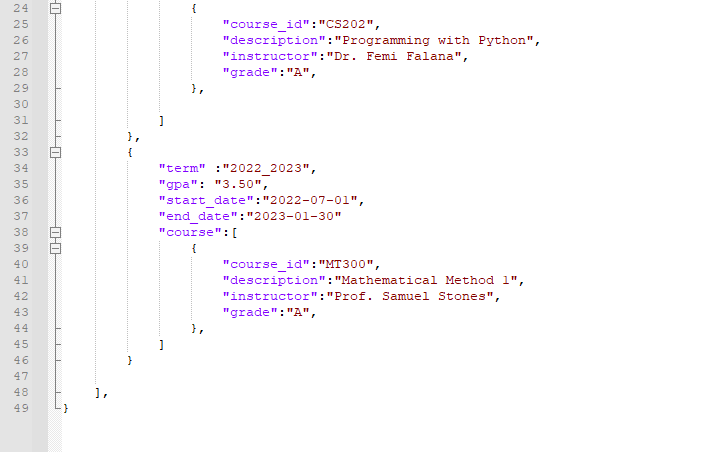 24 {
25 "course_id":"CS202",
26 "description":"Programming with Python",
27 "instructor":"Dr. Femi Falana",
28 "grade":"A",
29 },
30
31 ]
32 },
33 {
34 "term" :"2022_2023",
35 "gpa": "3.50",
36 "start_date":"2022-07-01",
37 "end_date":"2023-01-30"
38 "course":[
39 {
40 "course_id":"MT300",
41 "description":"Mathematical Method 1",
42 "instructor":"Prof. Samuel Stones",
43 "grade":"A",
44 },
45 ]
46 }
47
48 ],
49 }